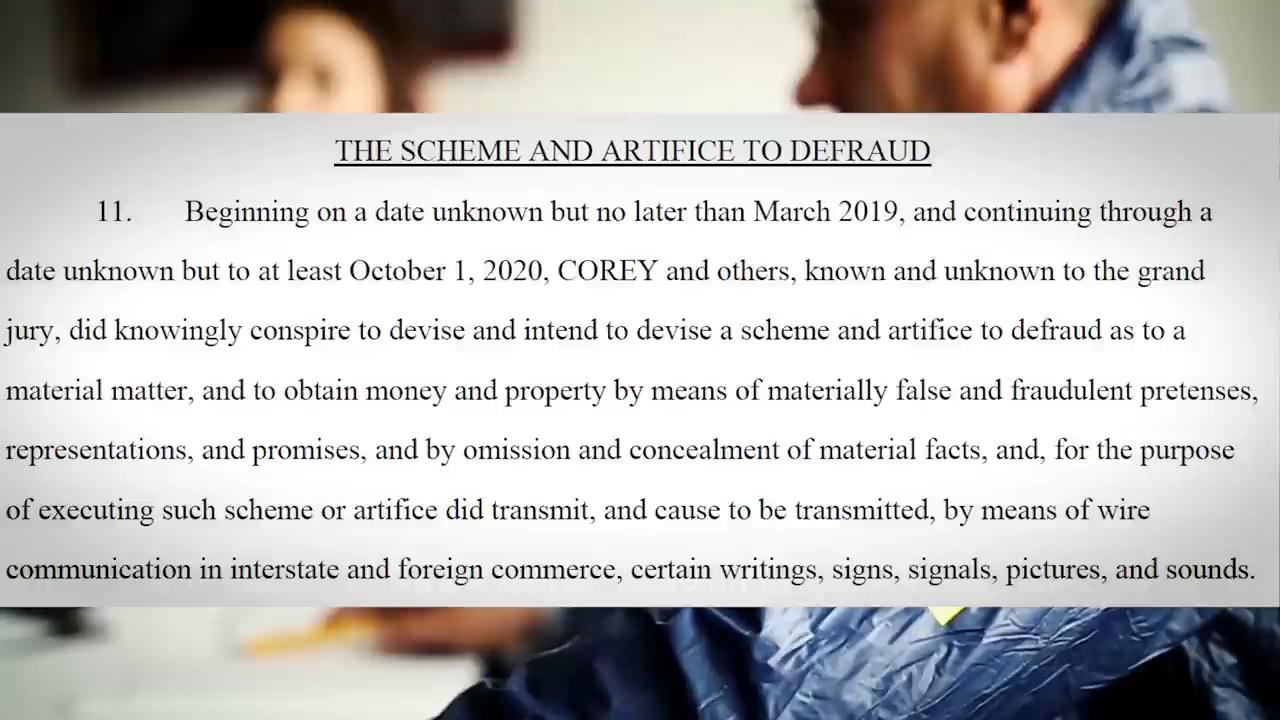 THE SCHEME AND ARTIFICE TO DEFRAUD
11. Beginning on a date unknown but no later than March 2019, and continuing through a
date unknown but to at least October 1, 2020, COREY and others, known and unknown to the grand
jury, did knowingly conspire to devise and intend to devise a scheme and artifice to defraud as to a
material matter, and to obtain money and property by means of materially false and fraudulent pretenses,
representations, and promises, and by omission and concealment of material facts, and, for the purpose
of executing such scheme or artifice did transmit, and cause to be transmitted, by means of wire
communication in interstate and foreign commerce, certain writings, signs, signals, pictures, and sounds.